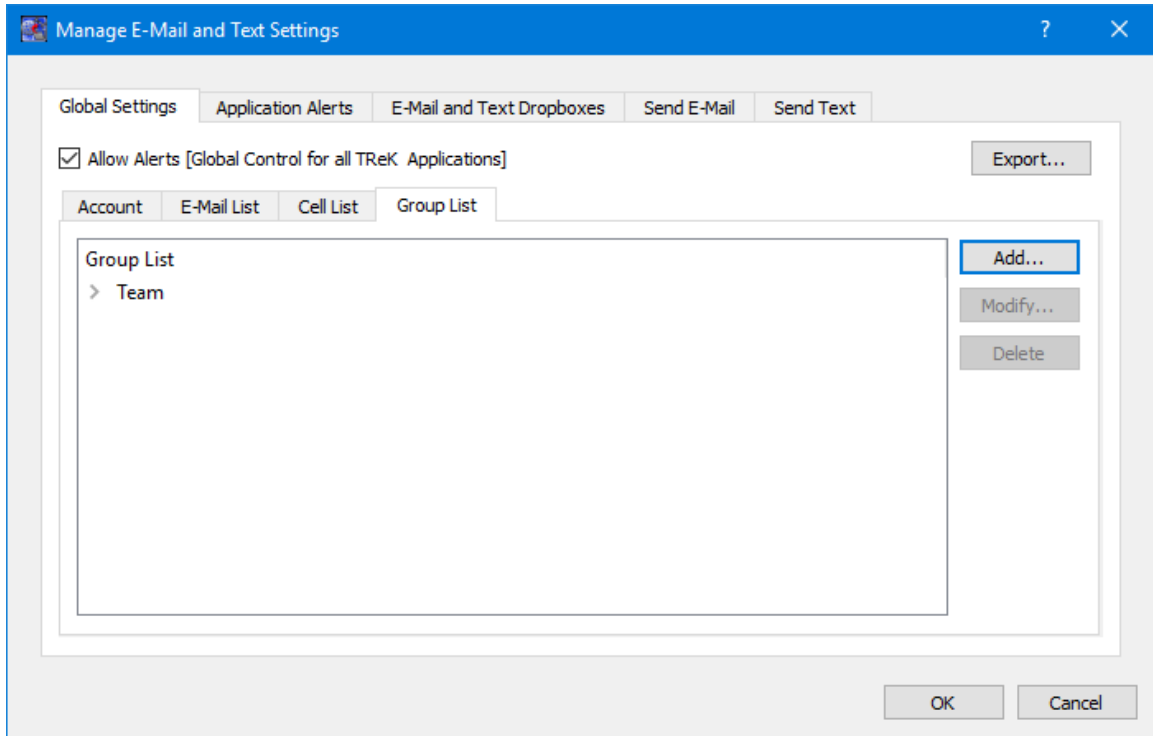 Manage E-Mail and Text Settings ?
Global Settings Application Alerts E-Mail and Text Dropboxes Send E-Mail Send Text
Allow Alerts [Global Control for all TReK Applications] Export...
Account E-Mail List Cell List Group List
Group List Add...
Team
Modify...
Delete
OK Cancel